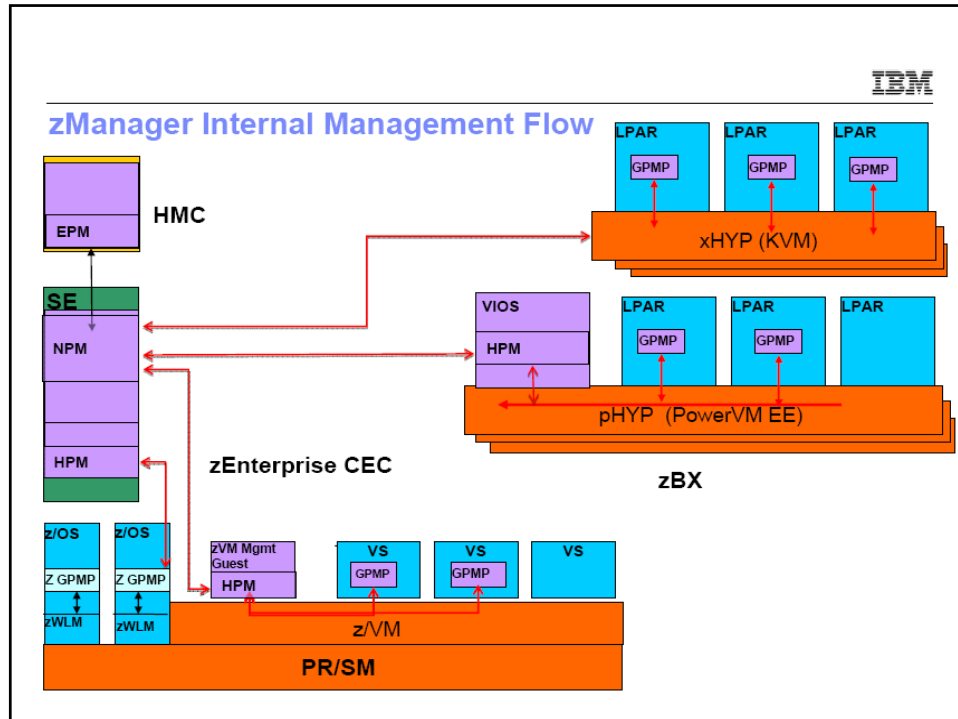 IBM
zManager Internal Management Flow
HMC
EPM
SE
NPM
HPM
LPAR
GPMP
LPAR
GPMP
LPAR
GPMP
xHYP (KVM)
VIOS
HPM
LPAR
GPMP
LPAR
GPMP
LPAR
pHYP (PowerVM EE)
zBX
zEnterprise CEC
z/OS
Z GPMP
zWLM
z/OS
Z GPMP
zWLM
zVM Mgmt
Guest
HPM
VS
GPMP
VS
GPMP
VS
z/VM
PR/SM